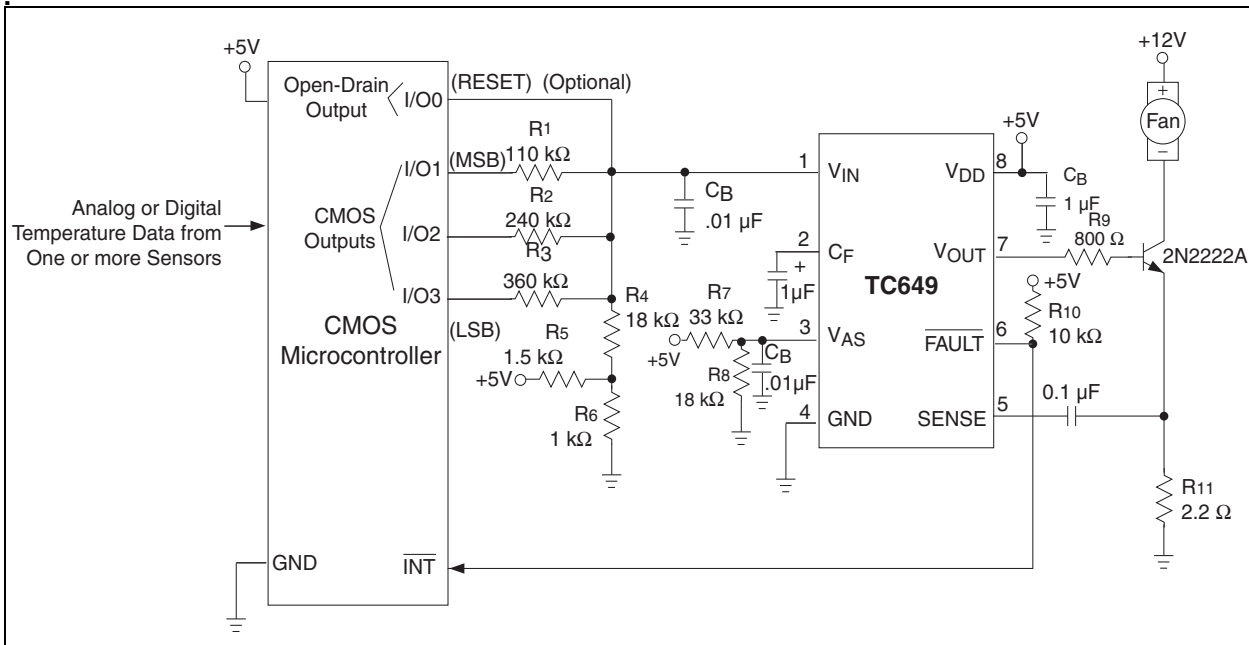 +5V
Open-Drain
Output
I/O0
(RESET) (Optional)
I/O1
(MSB)
R1
110 kΩ
R2
240 kΩ
I/O2
CMOS
Outputs
R3
360 kΩ
I/O3
(LSB)
Analog or Digital
Temperature Data from
One or more Sensors
CMOS
Microcontroller
R4
18 kΩ
R5
1.5 kΩ
+5V
R6
1 kΩ
GND
INT
CB
.01 µF
1
VIN
2
CF
+
1µF
R7
33 kΩ
+5V
3
VAS
CB
.01µF
R8
18 kΩ
4
GND
TC649
VDD
8
+5V
CB
1 µF
VOUT
7
R9
800 Ω
2N2222A
+12V
+
Fan
−
+5V
R10
10 kΩ
FAULT
6
SENSE
5
0.1 µF
R11
2.2 Ω